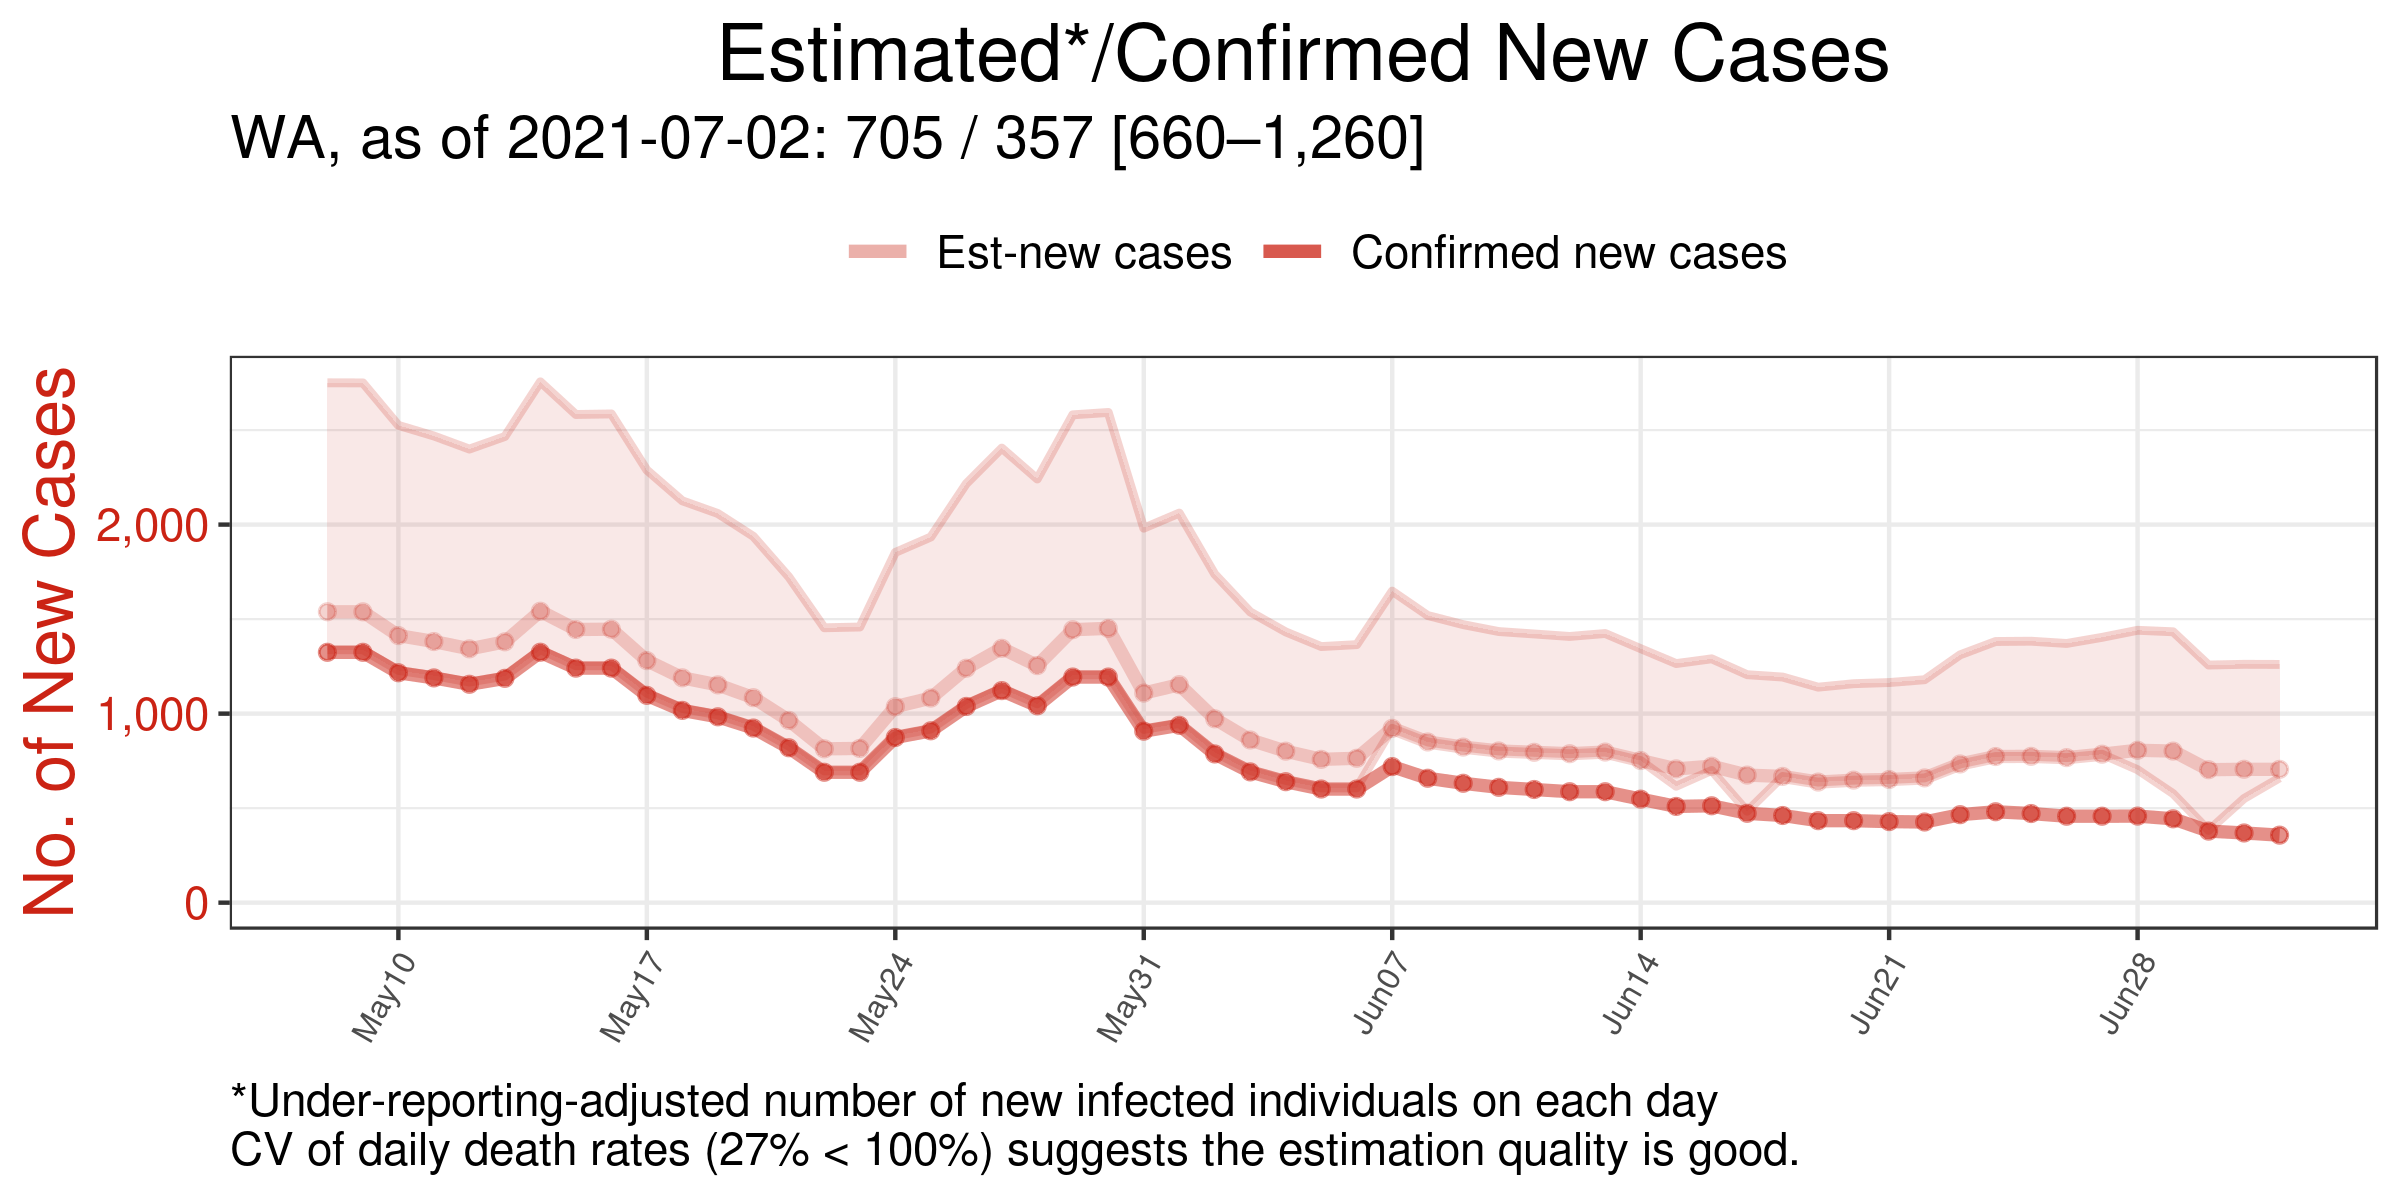 Estimated*/Confirmed New Cases
WA, as of 2021-07-02: 705 / 357 [660–1,260]
Est-new cases
Confirmed new cases
No. of New Cases
2,000
1,000
0
May10
May17
May24
May31
Jun07
Jun14
Jun21
Jun28
*Under-reporting-adjusted number of new infected individuals on each day
CV of daily death rates (27% < 100%) suggests the estimation quality is good.